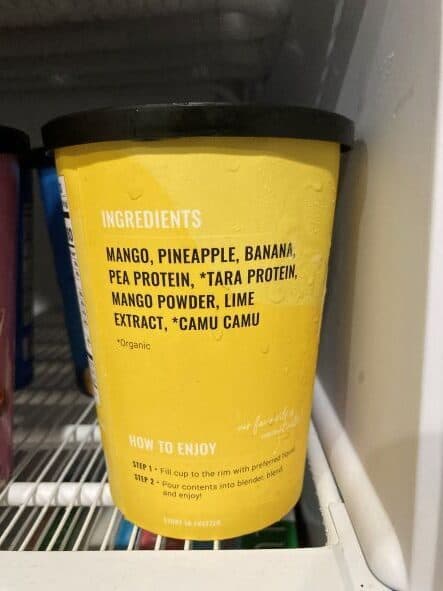 INGREDIENTS
MANGO, PINEAPPLE, BANANA,
PEA PROTEIN, *TARA PROTEIN,
MANGO POWDER, LIME
EXTRACT, *CAMU CAMU
*Organic
HOW TO ENJOY
STEP 1 • Fill cup to the rim with preferred liquid.
STEP 2 • Pour contents into blender, blend,
and enjoy!
STORE IN FREEZER